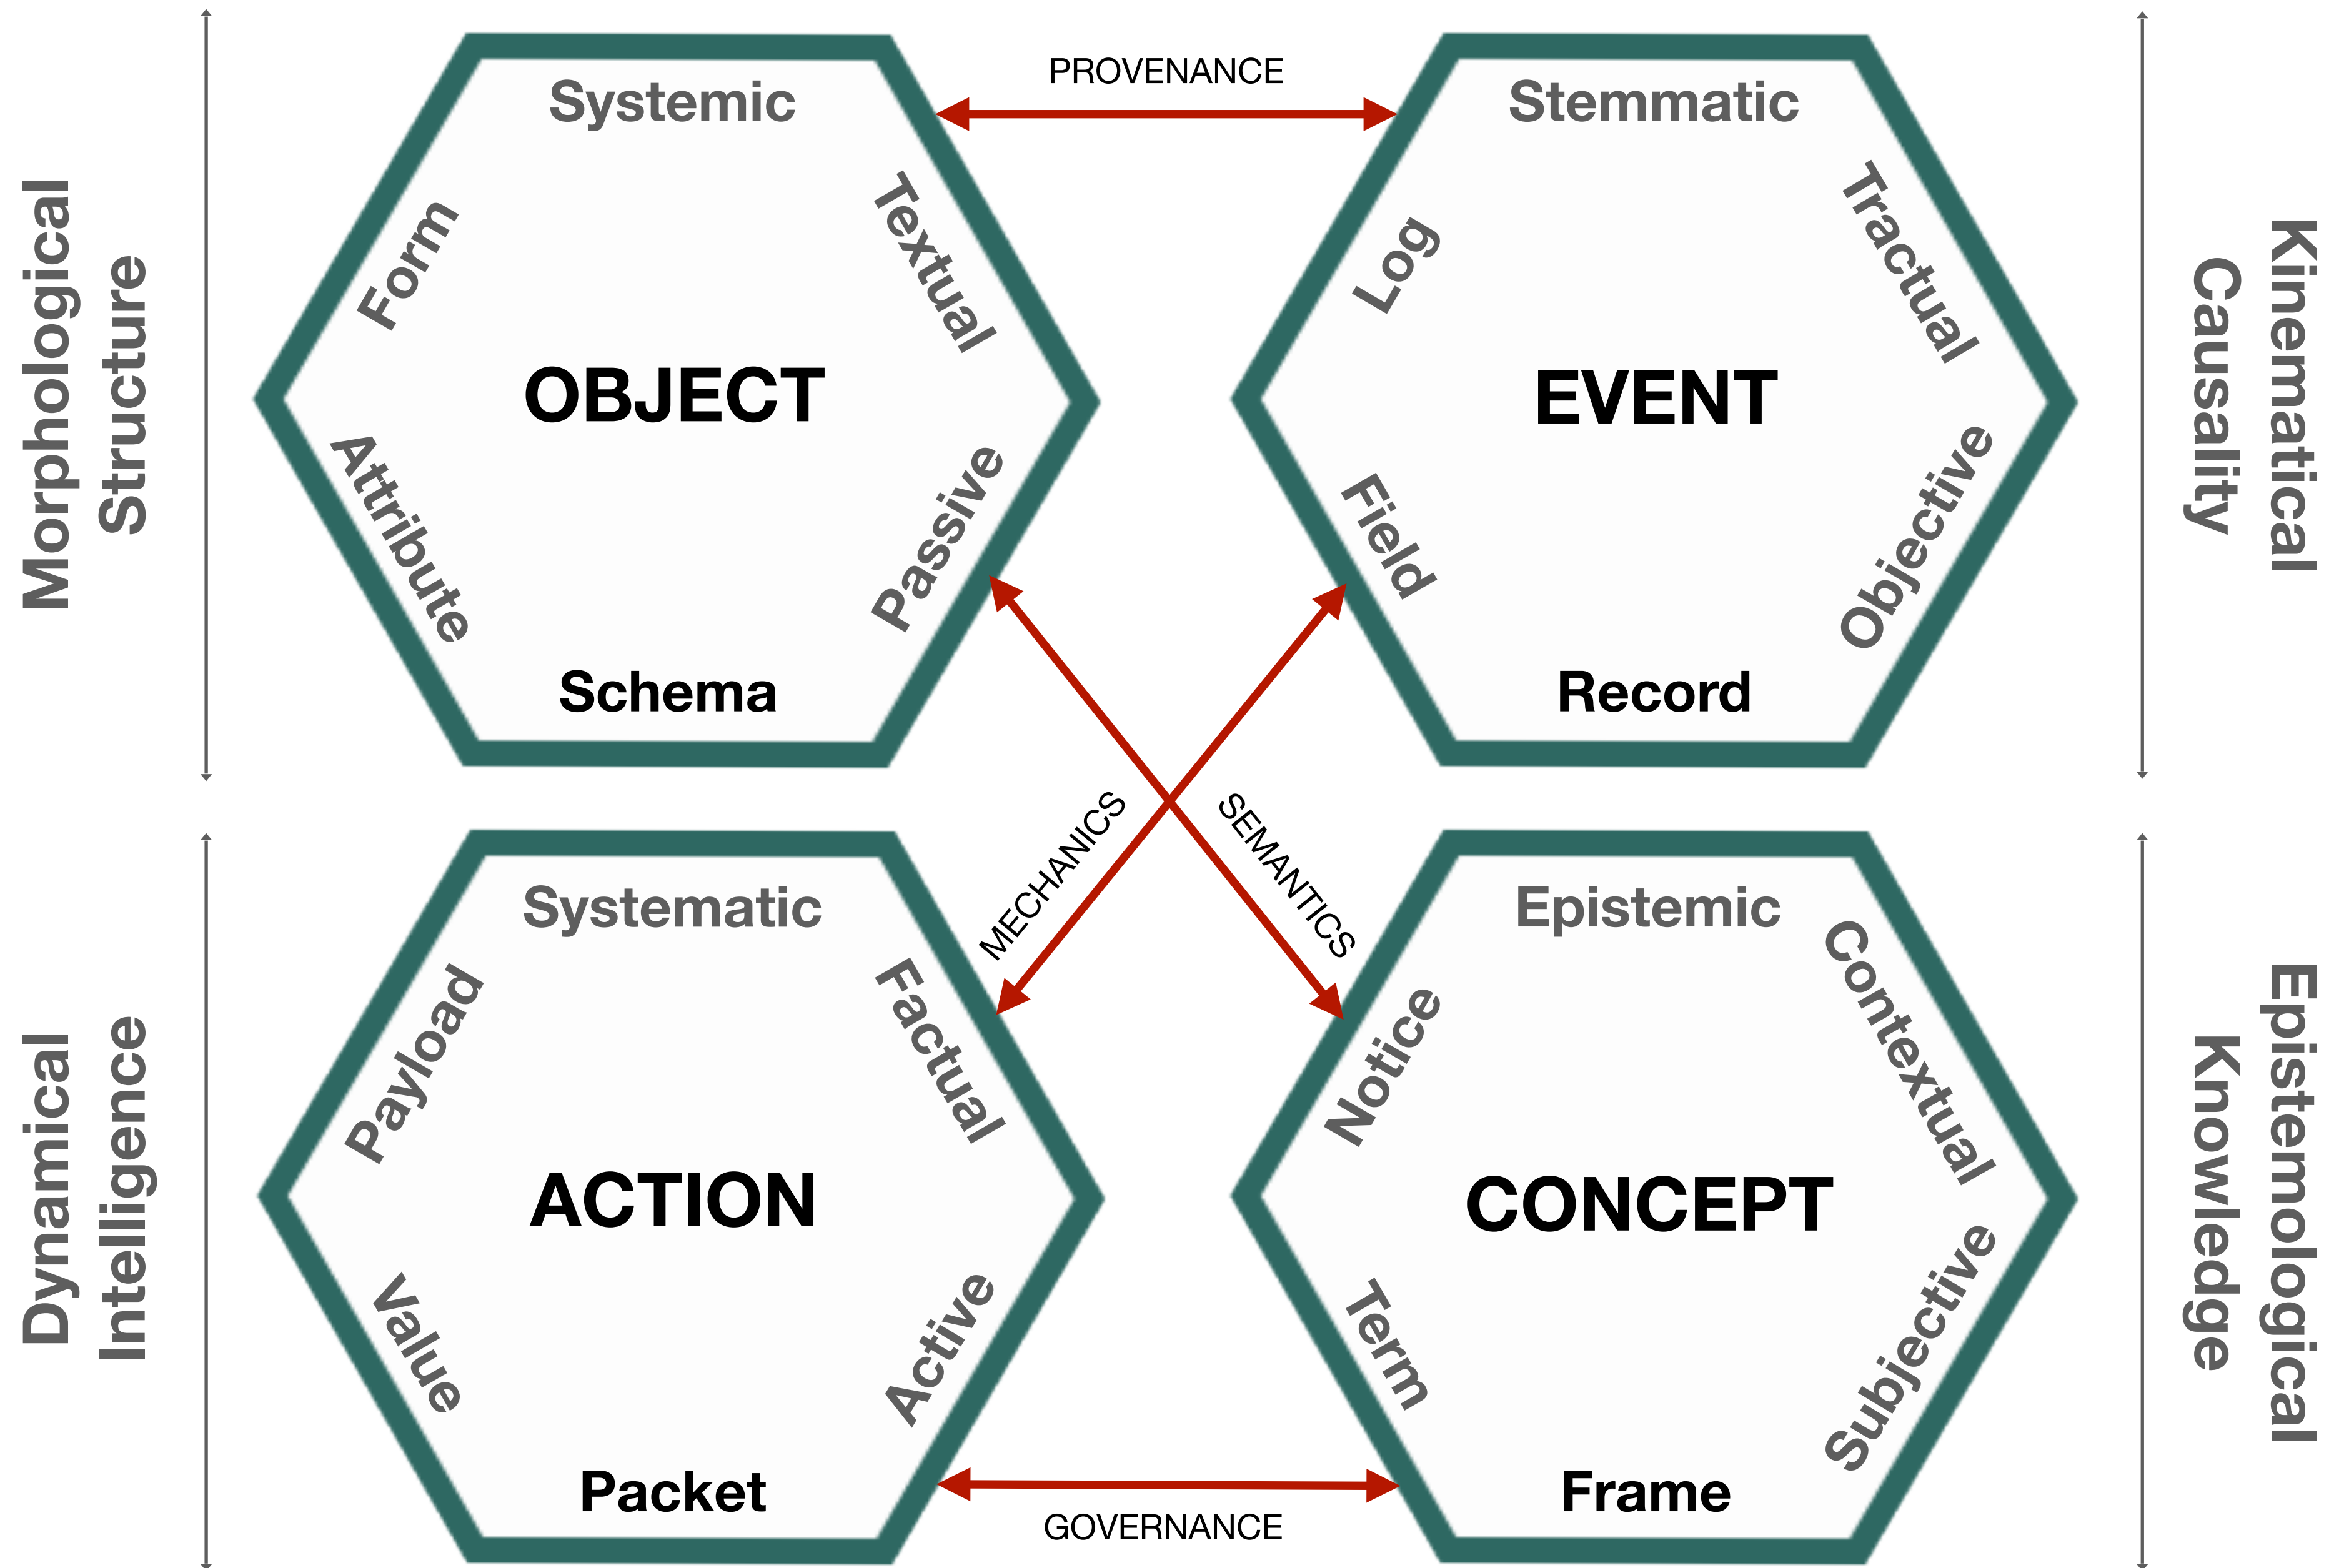 Morphological
Structure
Systemic
Form
Textual
OBJECT
Attribute
Passive
Schema
PROVENANCE
Stemmatic
Log
Tractual
EVENT
Field
Objective
Record
Kinematical
Causality
MECHANICS
SEMANTICS
Dynamical
Intelligence
Systematic
Payload
Factual
ACTION
Value
Active
Packet
GOVERNANCE
Epistemic
Notice
Contextual
CONCEPT
Term
Subjective
Frame
Epistemological
Knowledge